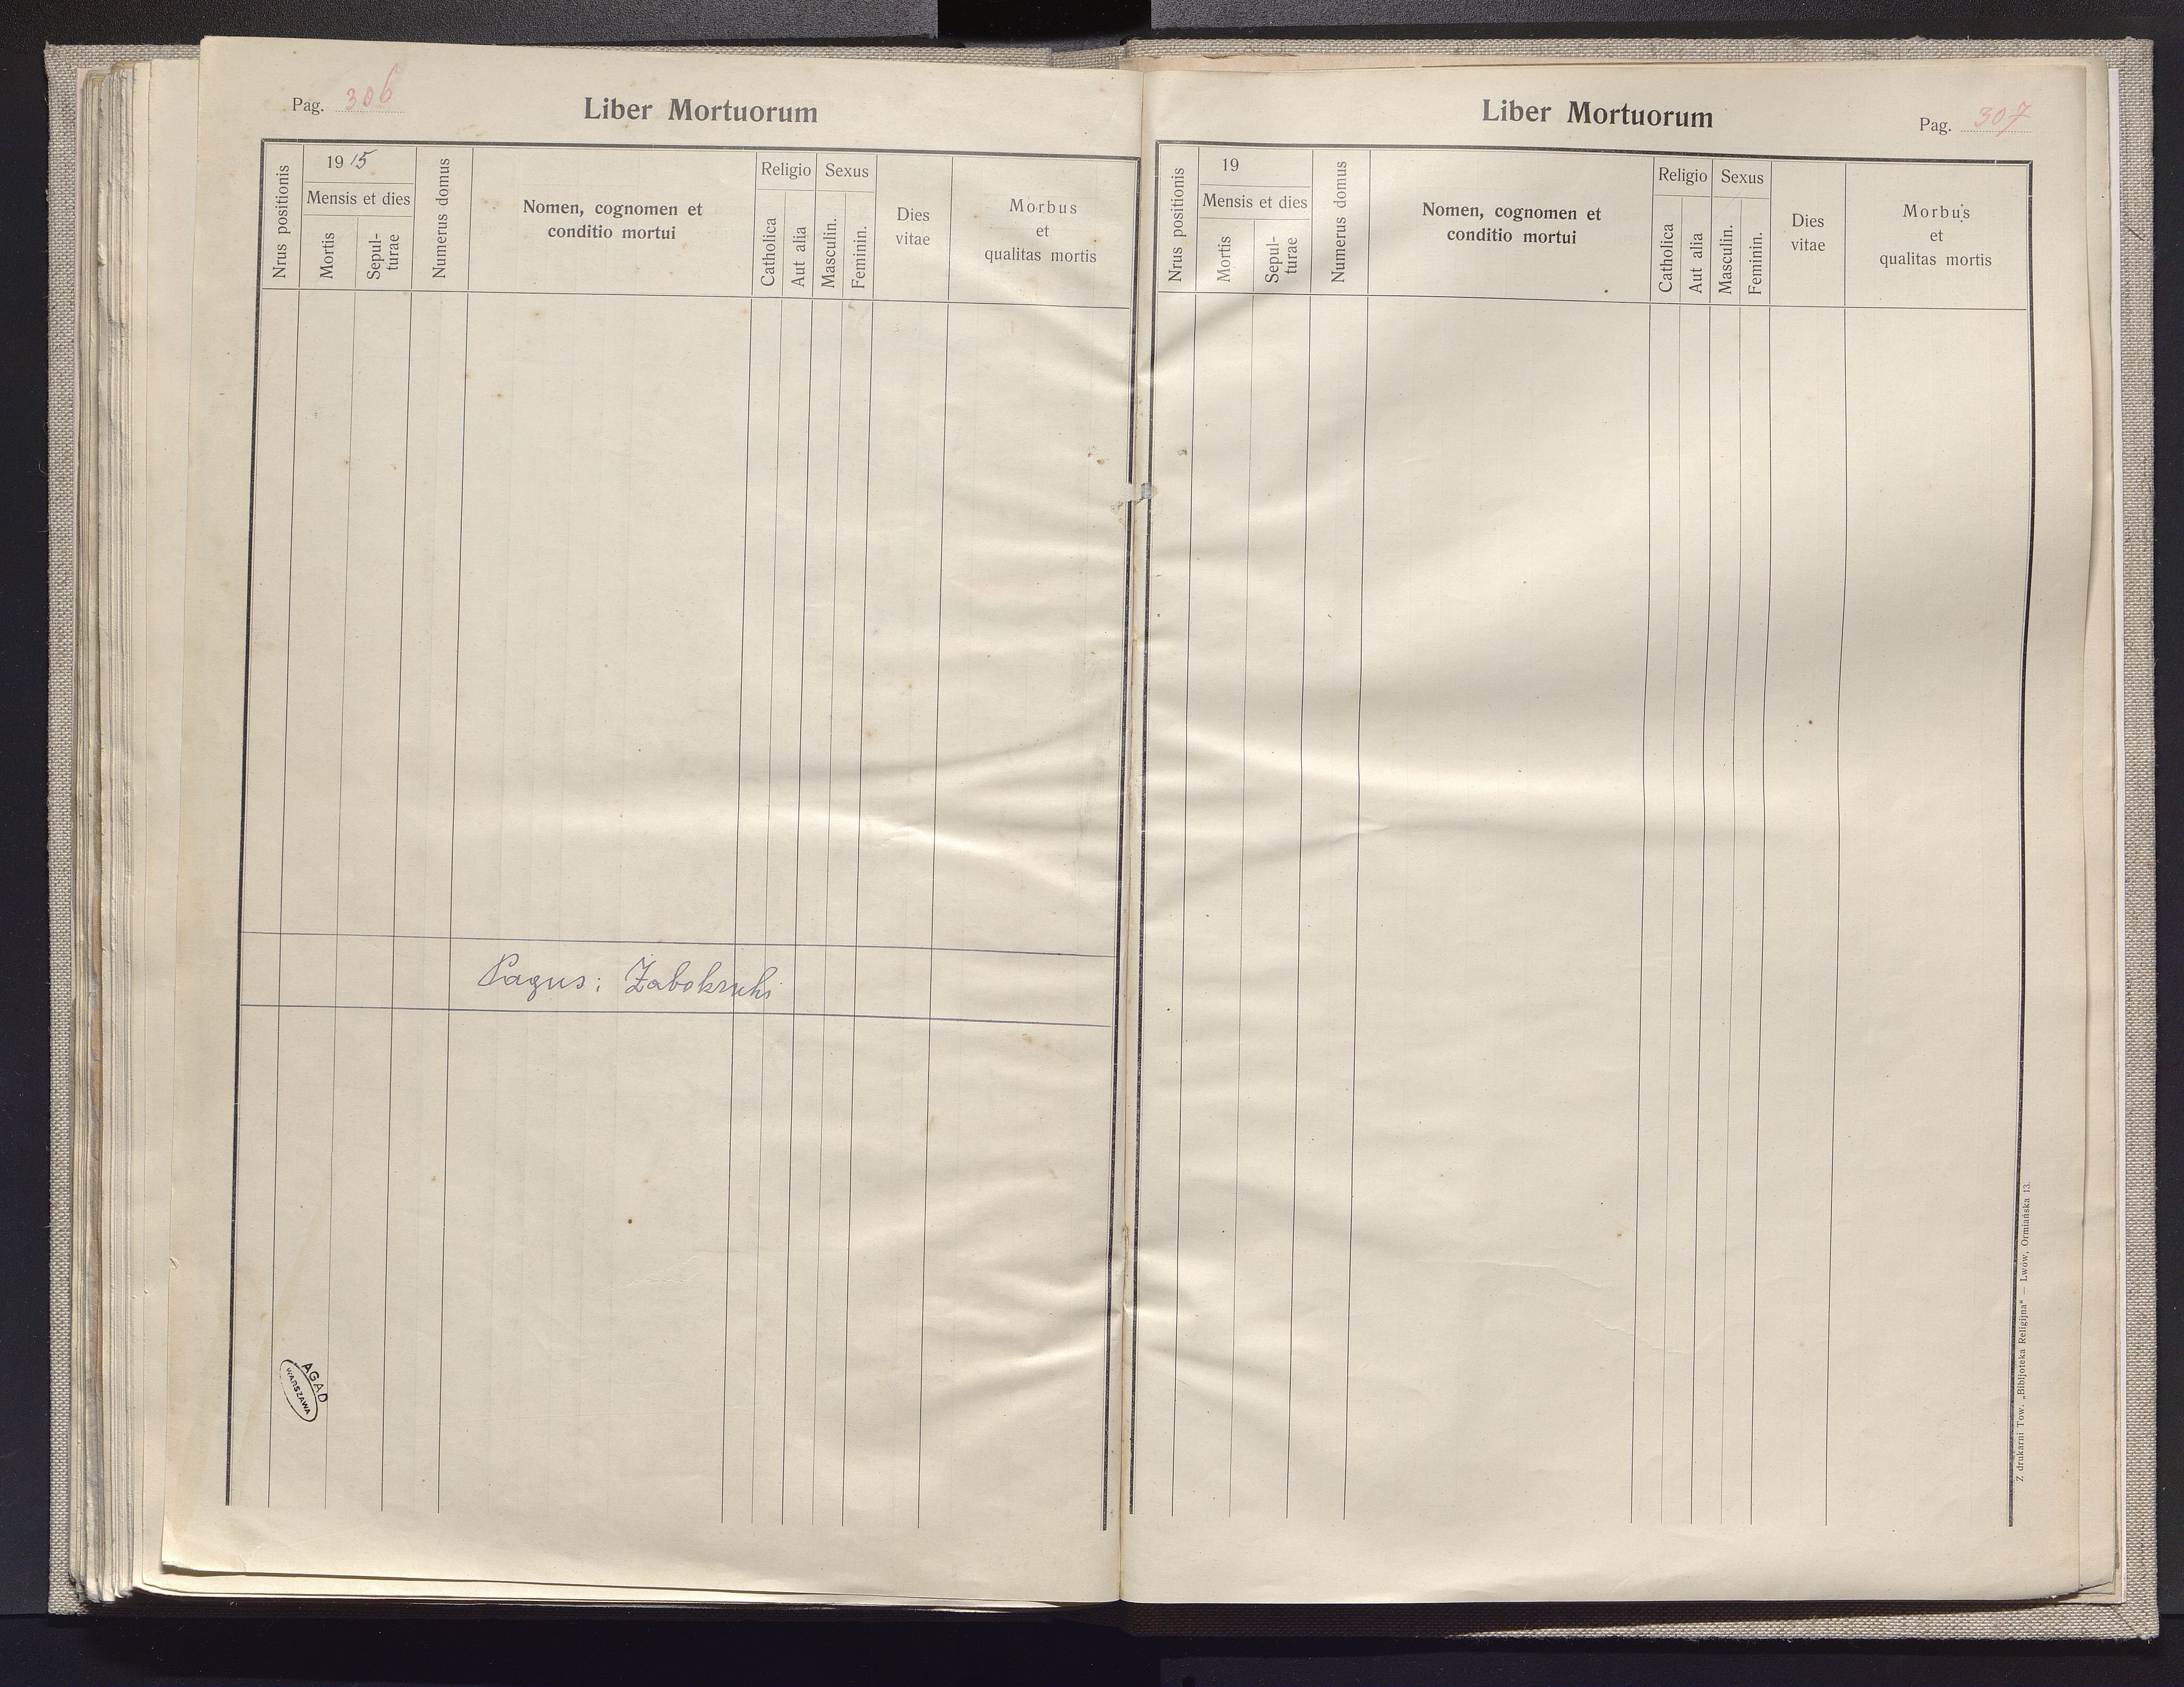 Pag. 306
Liber Mortuorum
Nrus positionis
1915
Mensis et dies
Mortis
Sepul-
turae
Numerus domus
Nomen, cognomen et
conditio mortui
Religio
Catholica
Aut alia
Sexus
Masculin.
Feminin.
Dies
vitae
Morbus
et
qualitas mortis
Pagus: Żabokruki
AGAD
WARSZAWA
Liber Mortuorum
Pag. 307
Nrus positionis
19
Mensis et dies
Mortis
Sepul-
turae
Numerus domus
Nomen, cognomen et
conditio mortui
Religio
Catholica
Aut alia
Sexus
Masculin.
Feminin.
Dies
vitae
Morbus
et
qualitas mortis
Z drukarni Tow. „Bibljoteka Religijna" — Lwów, Ormiańska 13.